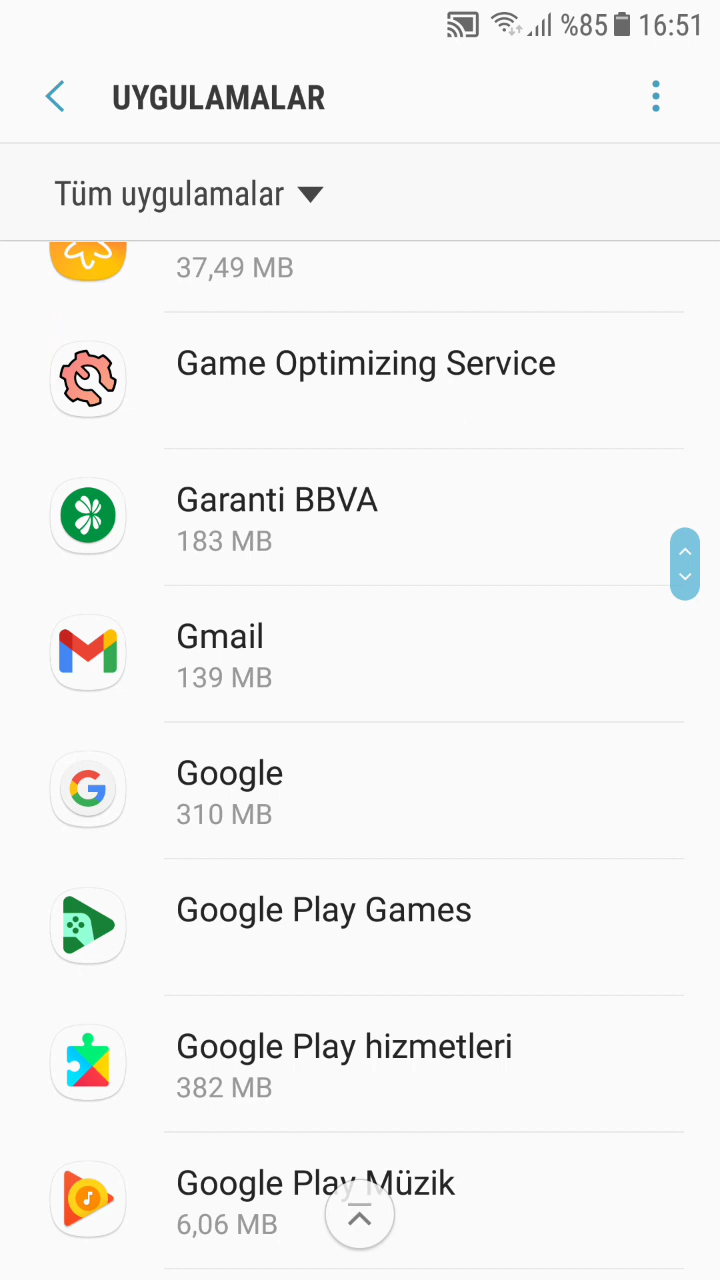 %85 16:51
UYGULAMALAR
Tüm uygulamalar
37,49 MB
Game Optimizing Service
Garanti BBVA
183 MB
Gmail
139 MB
Google
310 MB
Google Play Games
Google Play hizmetleri
382 MB
Google Play Müzik
6,06 MB